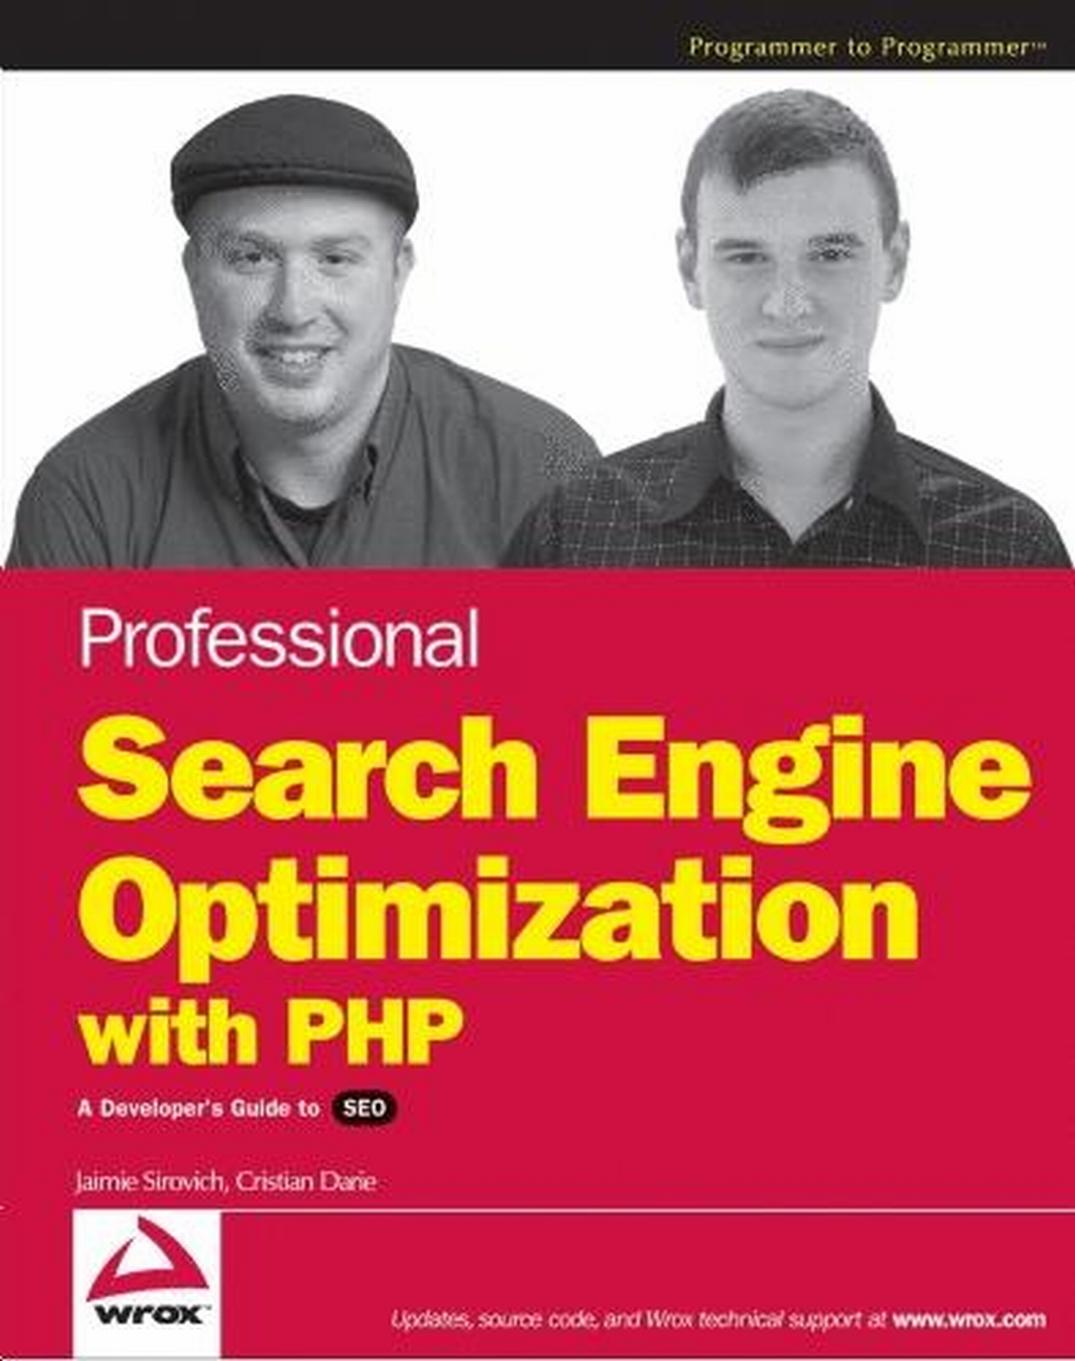 Programmer to Programmer™
Professional
Search Engine
Optimization
with PHP
A Developer's Guide to SEO
Jaimie Sirovich, Cristian Darie
wrox™
Updates, source code, and Wrox technical support at www.wrox.com